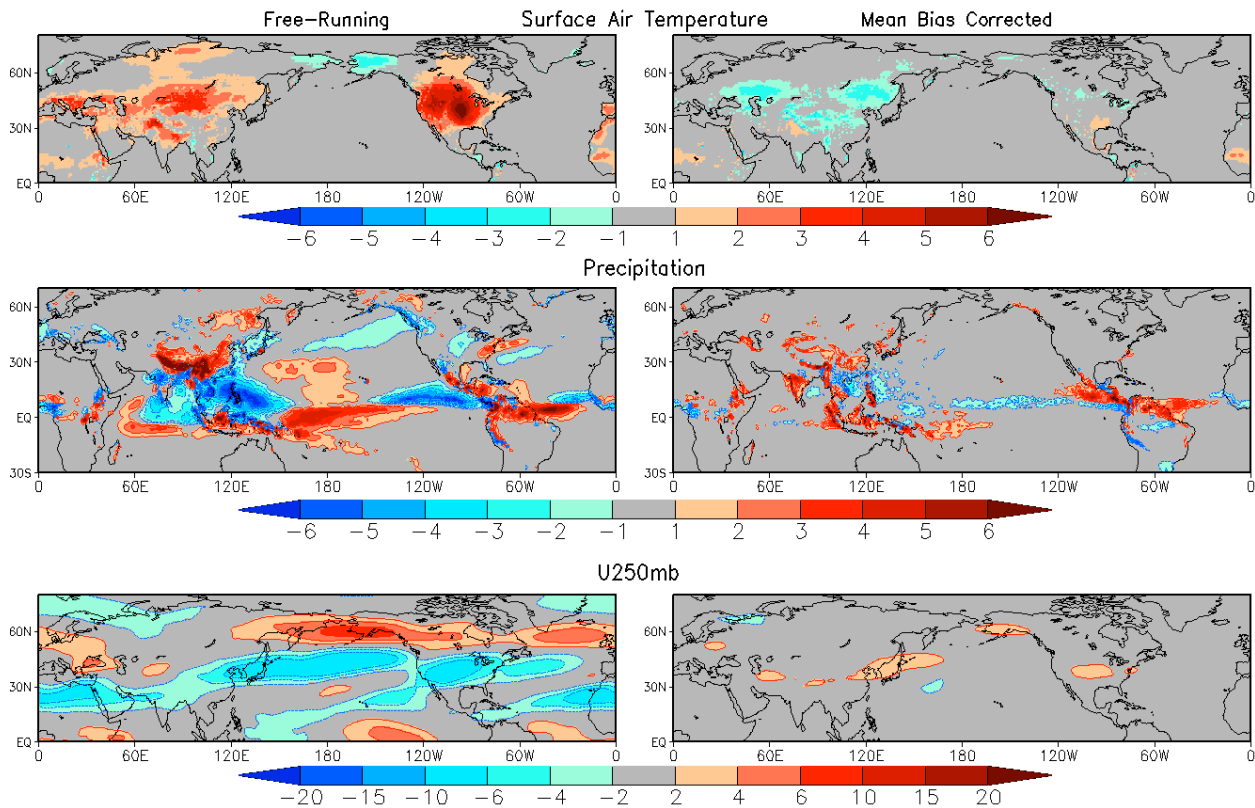 Free-Running Surface Air Temperature Mean Bias Corrected
60N 30N EQ
0 60E 120E 180 120W 60W 0
60N 30N EQ
0 60E 120E 180 120W 60W 0
-6 -5 -4 -3 -2 -1 1 2 3 4 5 6
Precipitation
60N 30N EQ 30S
0 60E 120E 180 120W 60W 0
60N 30N EQ 30S
0 60E 120E 180 120W 60W 0
-6 -5 -4 -3 -2 -1 1 2 3 4 5 6
U250mb
60N 30N EQ
0 60E 120E 180 120W 60W 0
60N 30N EQ
0 60E 120E 180 120W 60W 0
-20 -15 -10 -6 -4 -2 2 4 6 10 15 20